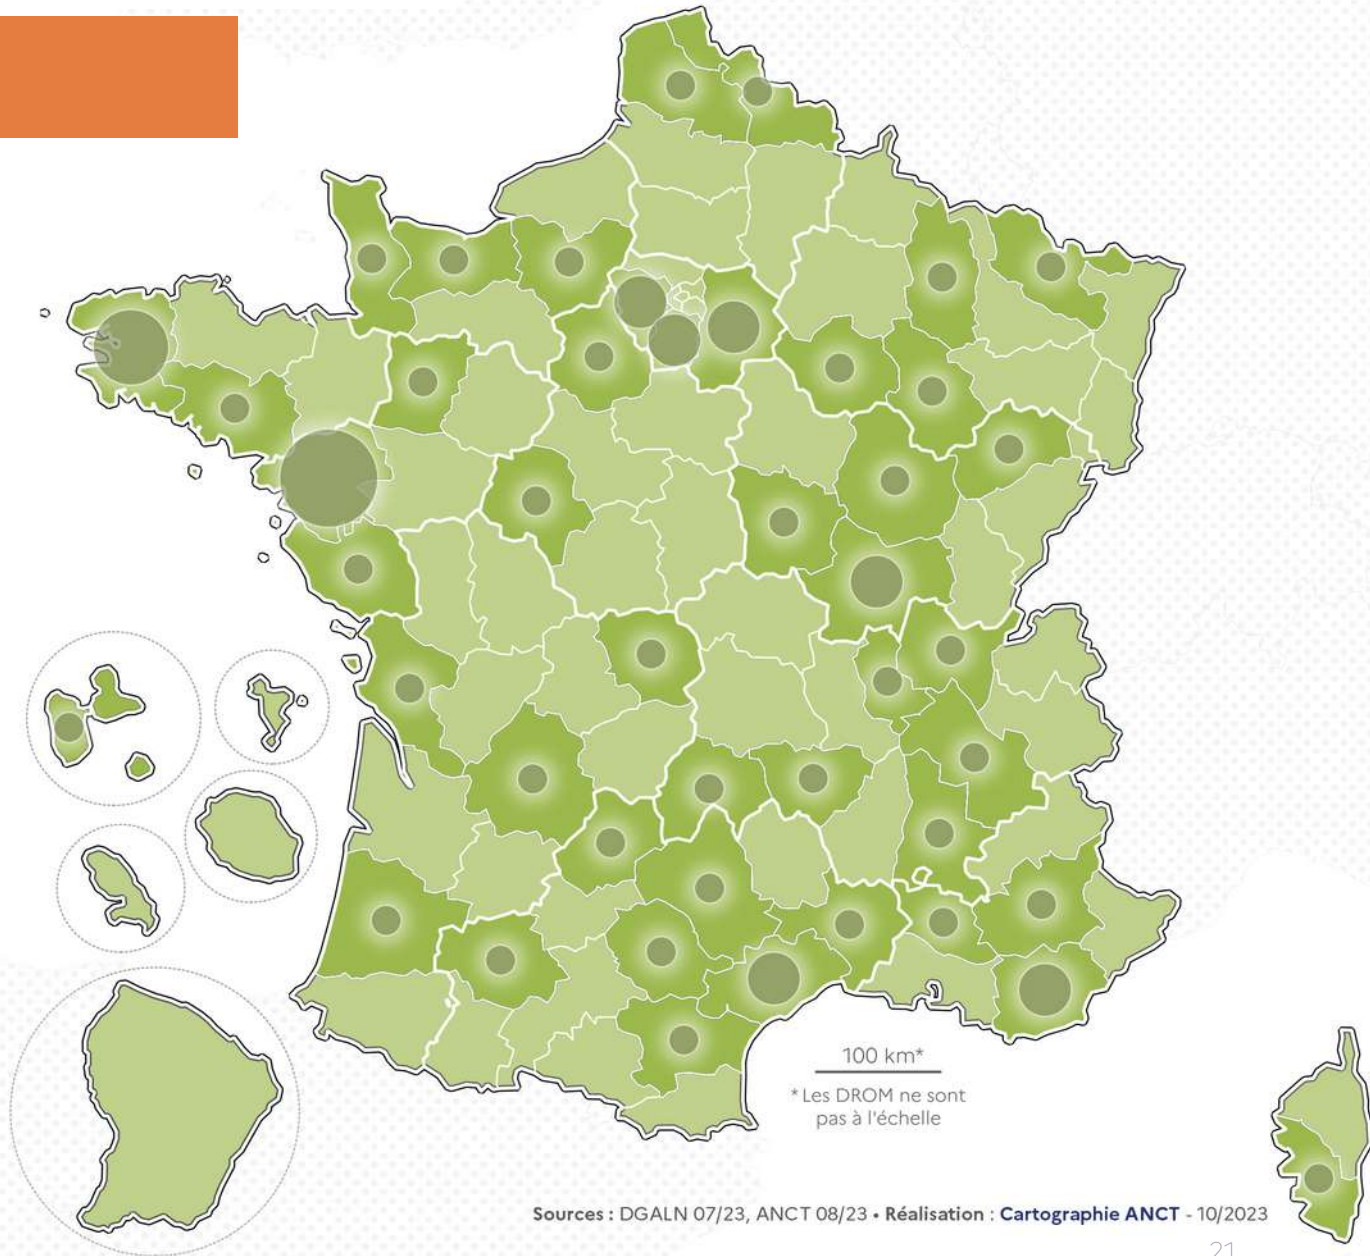 100 km*
* Les DROM ne sont
pas à l'échelle
Sources : DGALN 07/23, ANCT 08/23 • Réalisation : Cartographie ANCT - 10/2023
21